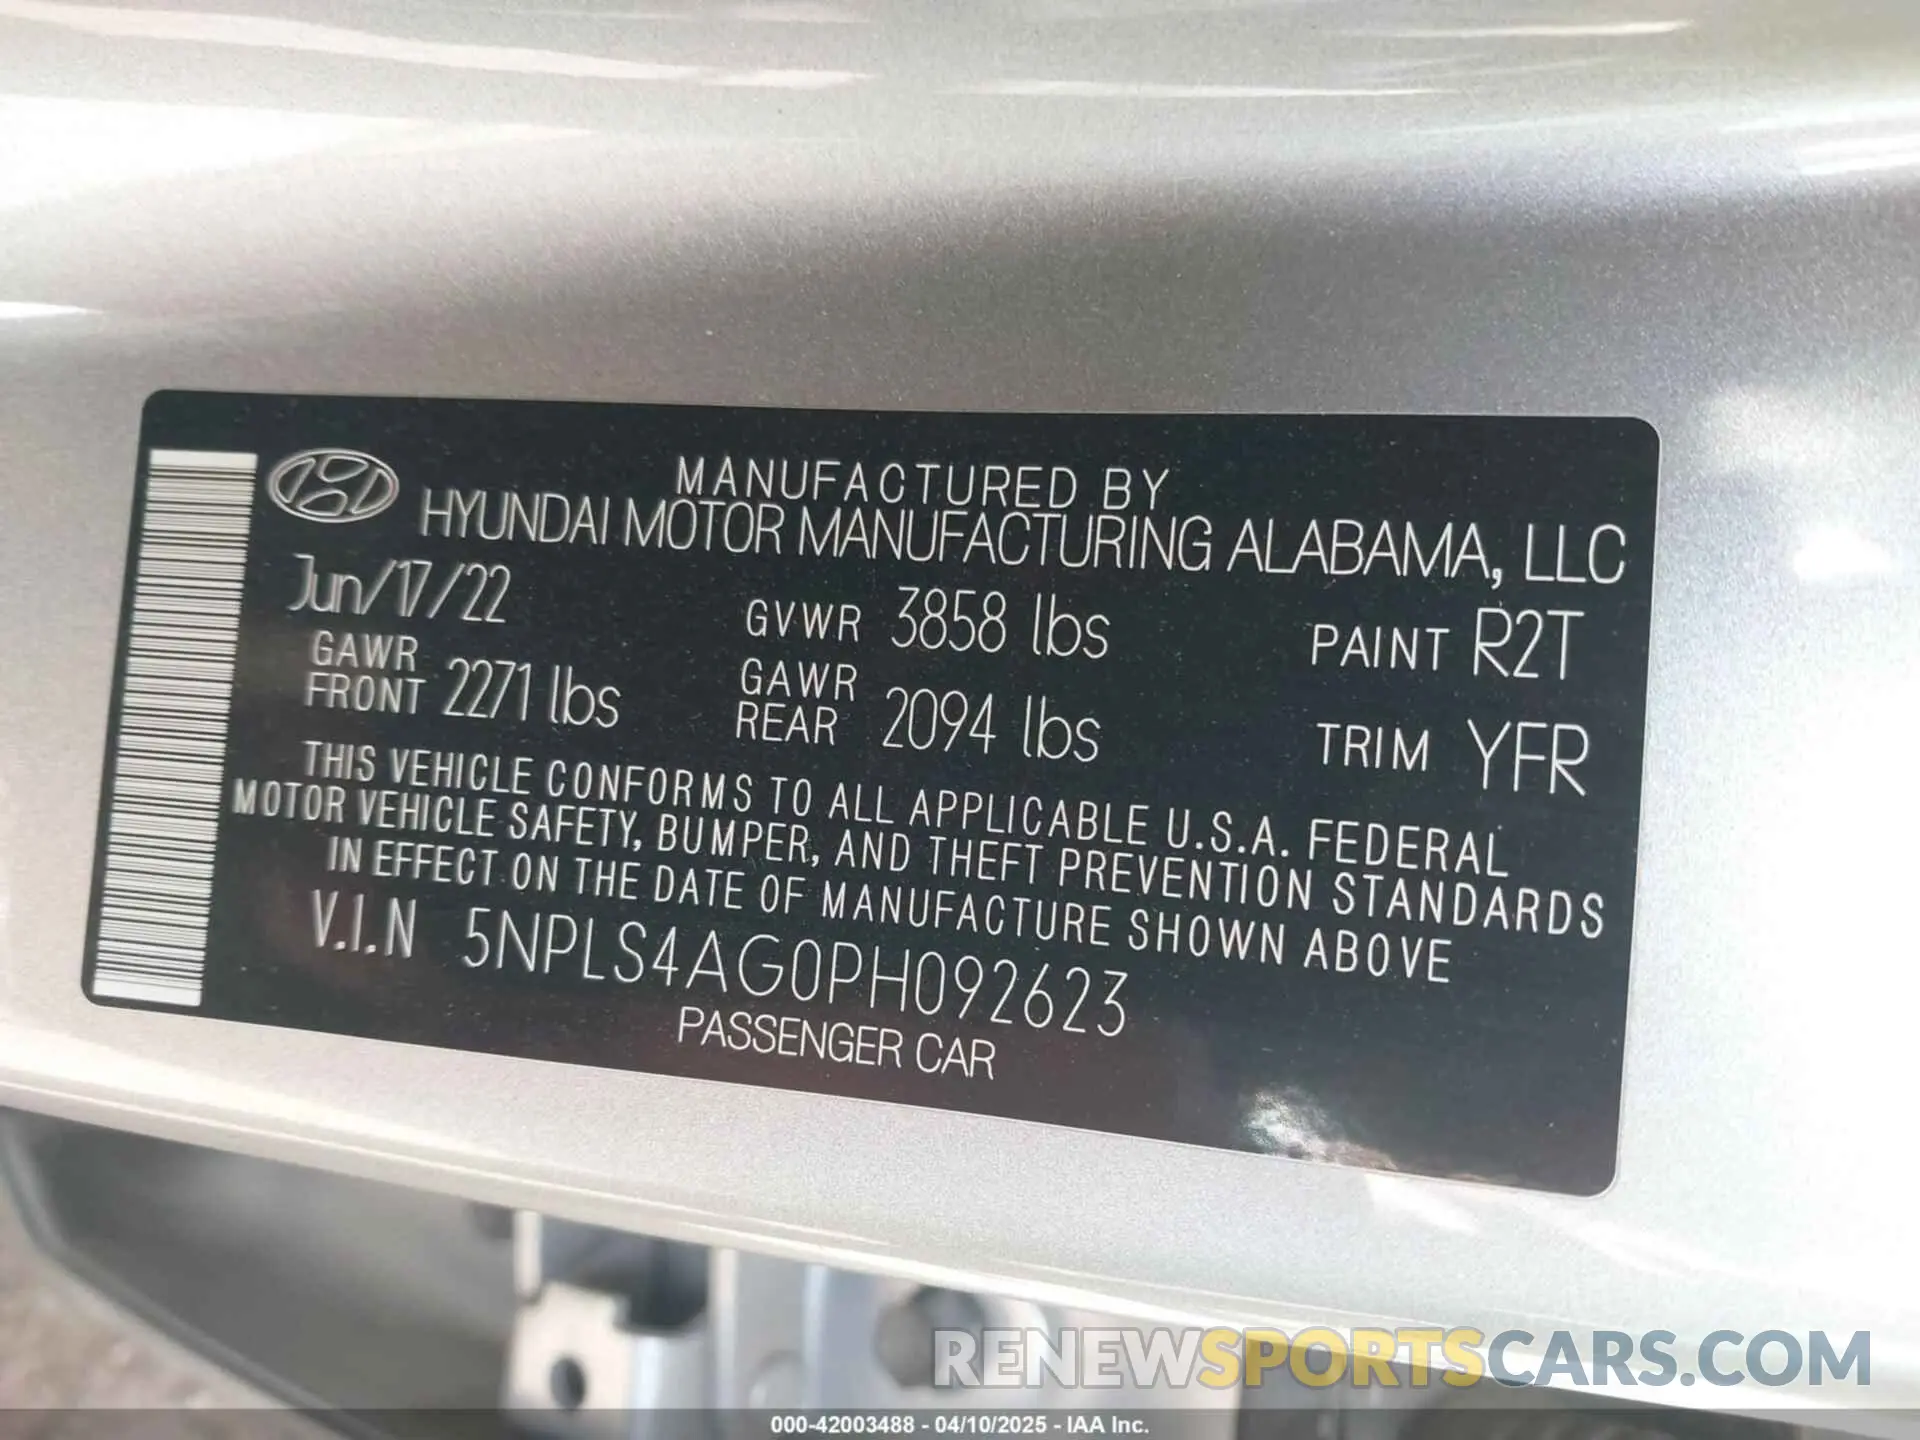 MANUFACTURED BY
HYUNDAI MOTOR MANUFACTURING ALABAMA, LLC
Jun/17/22 GVWR 3858 lbs PAINT R2T
GAWR FRONT 2271 lbs GAWR REAR 2094 lbs TRIM YFR
THIS VEHICLE CONFORMS TO ALL APPLICABLE U.S.A. FEDERAL
MOTOR VEHICLE SAFETY, BUMPER, AND THEFT PREVENTION STANDARDS
IN EFFECT ON THE DATE OF MANUFACTURE SHOWN ABOVE
V.I.N 5NPLS4AG0PH092623
PASSENGER CAR
RENEWSPORTSCARS.COM
000-42003488 - 04/10/2025 - IAA Inc.